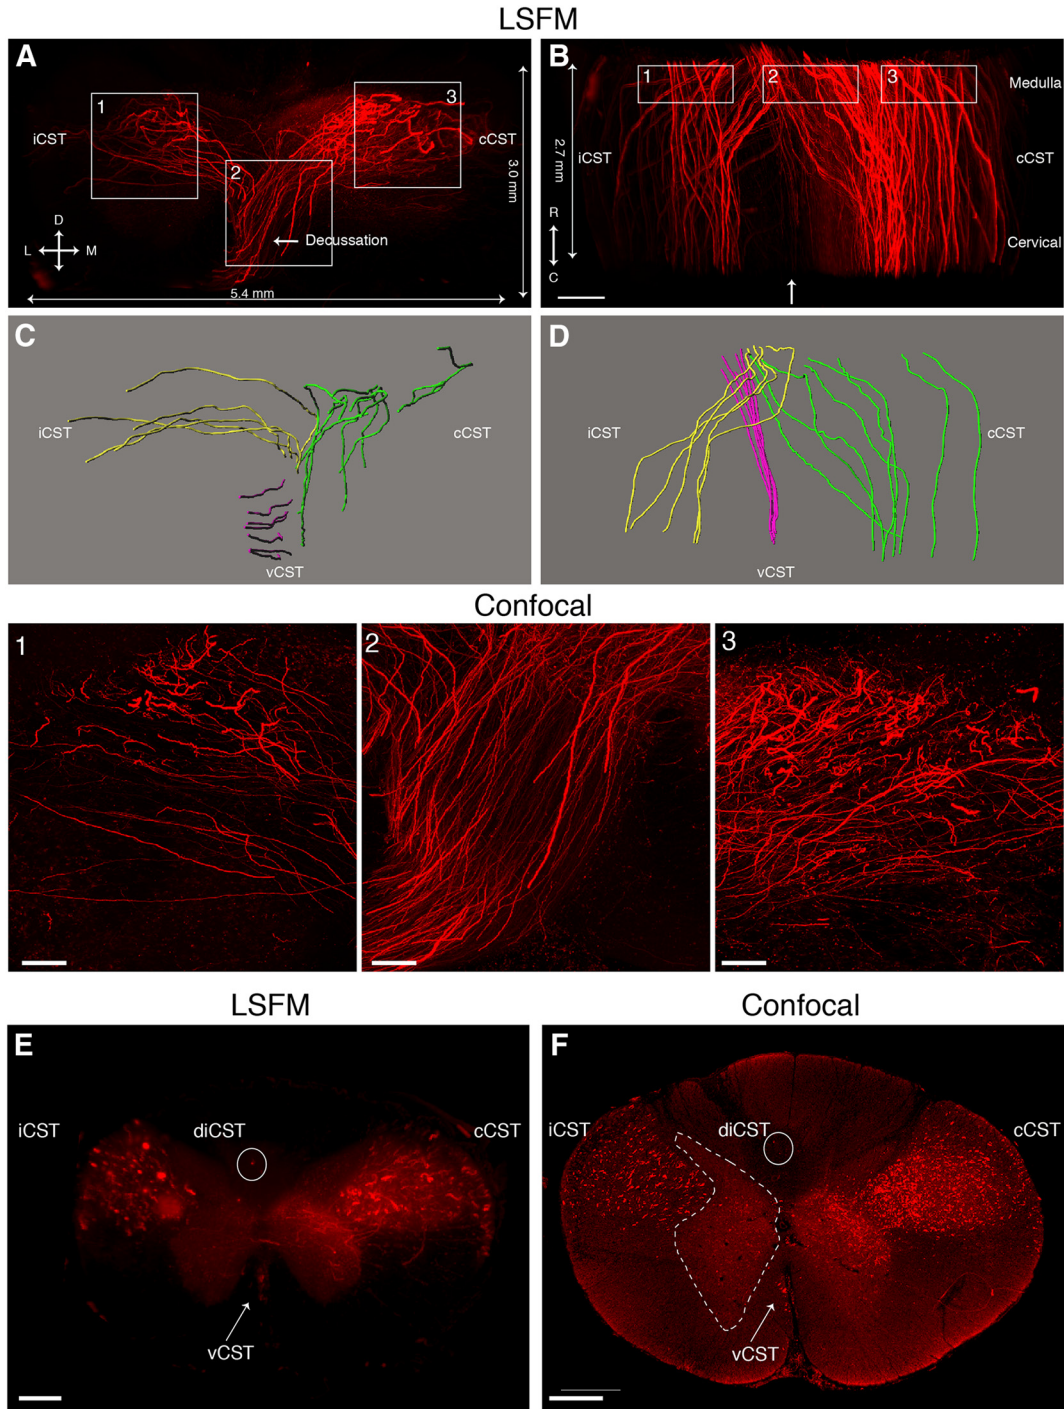 LSFM
A
1
3
iCST
cCST
2
3.0 mm
D
L M
Decussation
5.4 mm
B
1
2
3
Medulla
2.7 mm
iCST
cCST
R
Cervical
C
C
iCST
cCST
vCST
D
iCST
cCST
vCST
Confocal
1
2
3
LSFM
Confocal
E
iCST
diCST
cCST
vCST
F
iCST
diCST
cCST
vCST